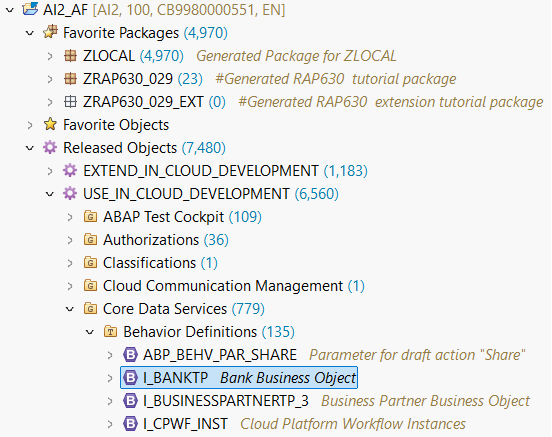 AI2_AF [AI2, 100, CB9980000551, EN]
Favorite Packages (4,970)
ZLOCAL (4,970) Generated Package for ZLOCAL
ZRAP630_029 (23) #Generated RAP630 tutorial package
ZRAP630_029_EXT (0) #Generated RAP630 extension tutorial package
Favorite Objects
Released Objects (7,480)
EXTEND_IN_CLOUD_DEVELOPMENT (1,183)
USE_IN_CLOUD_DEVELOPMENT (6,560)
G ABAP Test Cockpit (109)
G Authorizations (36)
G Classifications (1)
G Cloud Communication Management (1)
G Core Data Services (779)
T Behavior Definitions (135)
B ABP_BEHV_PAR_SHARE Parameter for draft action "Share"
B I_BANKTP Bank Business Object
B I_BUSINESSPARTNERTP_3 Business Partner Business Object
B I_CPWF_INST Cloud Platform Workflow Instances